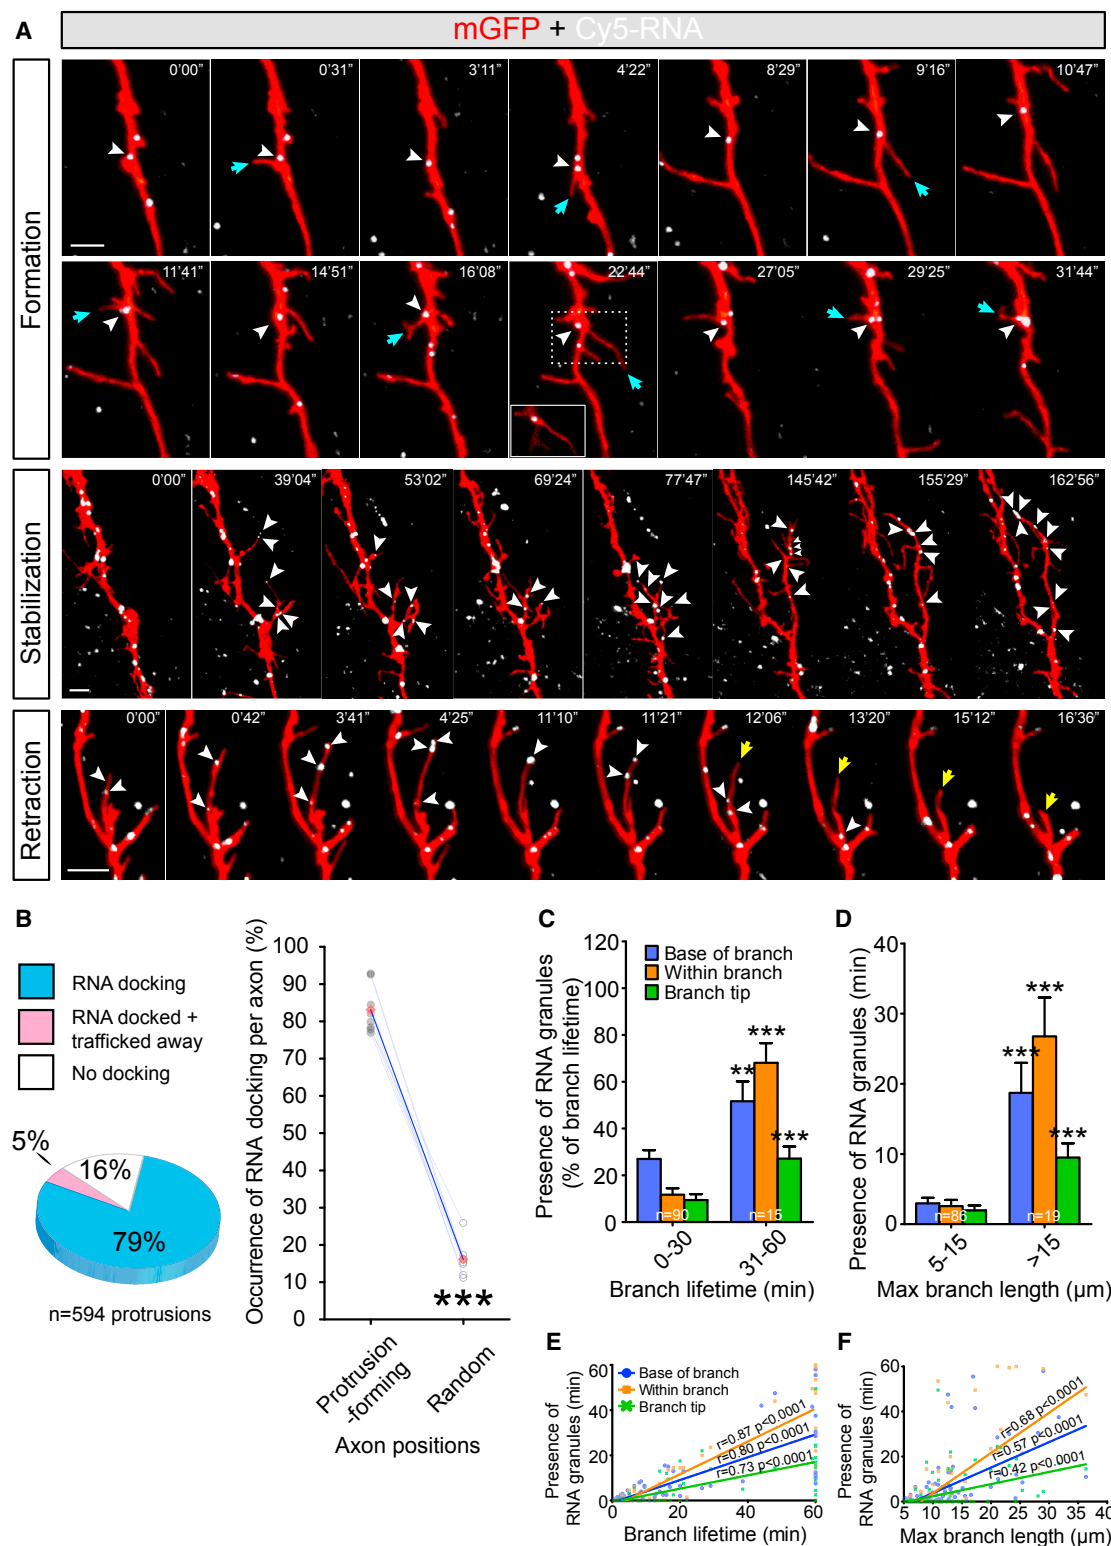 A
mGFP + Cy5-RNA
Formation
0'00"
0'31"
3'11"
4'22"
8'29"
9'16"
10'47"
11'41"
14'51"
16'08"
22'44"
27'05"
29'25"
31'44"
Stabilization
0'00"
39'04"
53'02"
69'24"
77'47"
145'42"
155'29"
162'56"
Retraction
0'00"
0'42"
3'41"
4'25"
11'10"
11'21"
12'06"
13'20"
15'12"
16'36"
B
RNA docking
RNA docked +
trafficked away
No docking
5%
16%
79%
n=594 protrusions
Occurrence of RNA docking per axon (%)
100
90
80
70
60
50
40
30
20
10
0
***
Protrusion
-forming
Random
Axon positions
C
Presence of RNA granules
(% of branch lifetime)
120
100
80
60
40
20
0
Base of branch
Within branch
Branch tip
**
***
***
n=90
n=15
0-30
31-60
Branch lifetime (min)
D
Presence of RNA granules (min)
40
30
20
10
0
***
***
***
n=86
n=19
5-15
>15
Max branch length (µm)
E
Presence of
RNA granules (min)
60
40
20
0
Base of branch
Within branch
Branch tip
r=0.87 p<0.0001
r=0.80 p<0.0001
r=0.73 p<0.0001
0
20
40
60
Branch lifetime (min)
F
Presence of
RNA granules (min)
60
40
20
0
r=0.68 p<0.0001
r=0.57 p<0.0001
r=0.42 p<0.0001
5
10
15
20
25
30
35
40
Max branch length (µm)